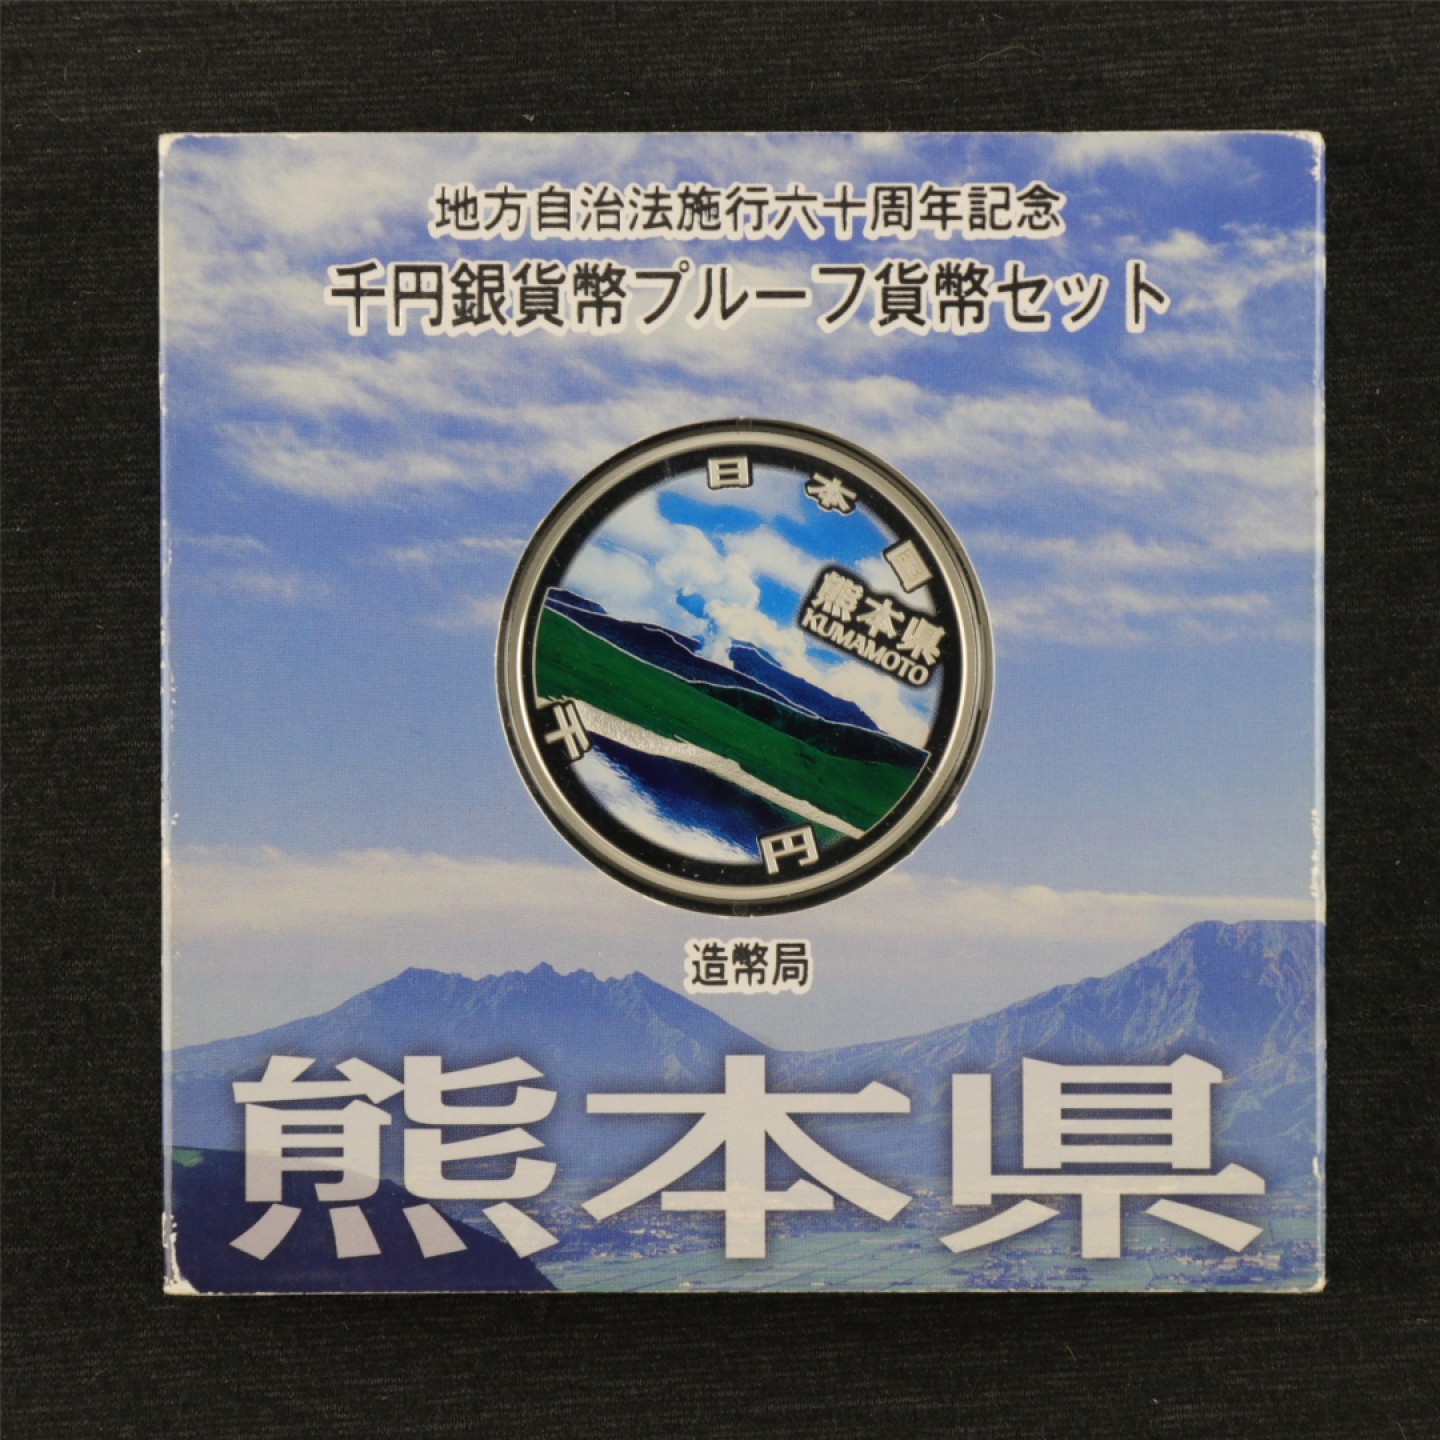 地方自治法施行六十周年記念
千円銀貨幣プルーフ貨幣セット
日本国
熊本県
KUMAMOTO
千円
造幣局
熊本県